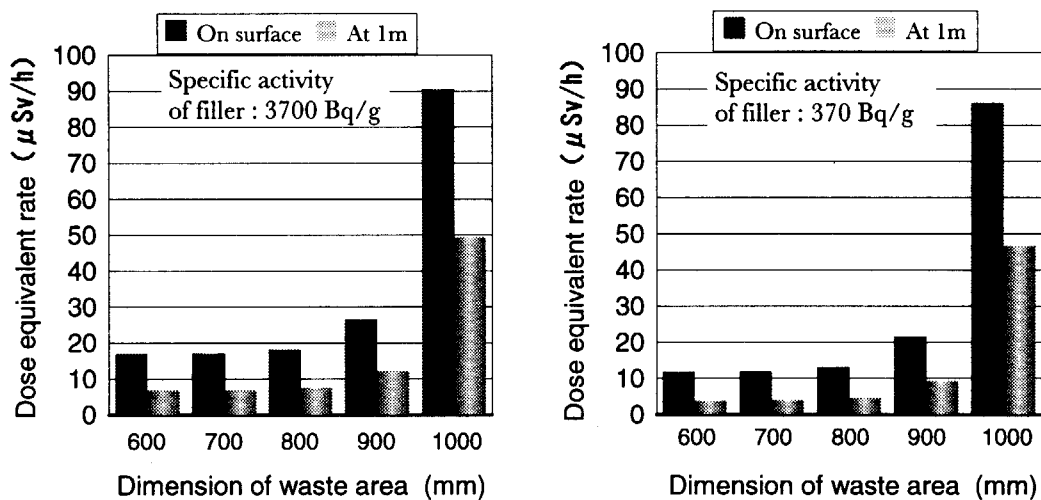 On surface At 1m
Specific activity
of filler : 3700 Bq/g
Dose equivalent rate (μSv/h)
100
90
80
70
60
50
40
30
20
10
0
600 700 800 900 1000
Dimension of waste area (mm)
On surface At 1m
Specific activity
of filler : 370 Bq/g
Dose equivalent rate (μSv/h)
100
90
80
70
60
50
40
30
20
10
0
600 700 800 900 1000
Dimension of waste area (mm)